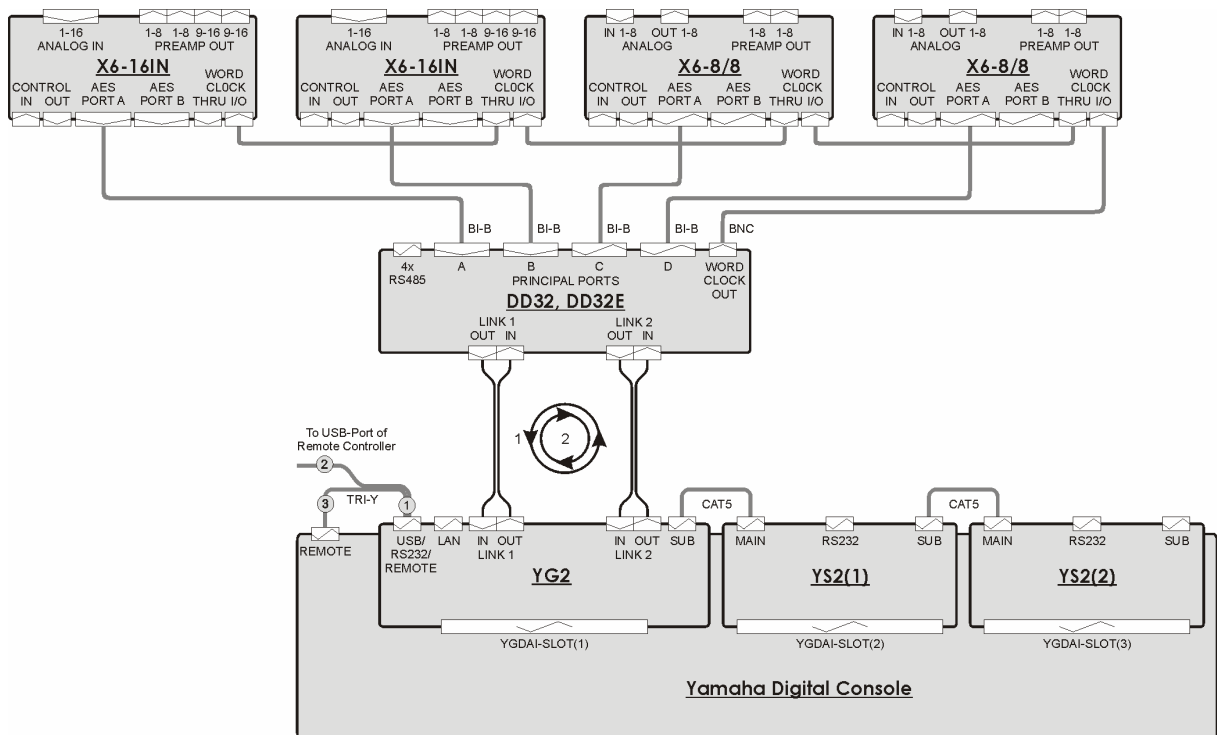 1-16
1-8 1-8 9-16 9-16
ANALOG IN
PREAMP OUT
X6-16IN
CONTROL
IN OUT
AES
PORT A
AES
PORT B
WORD
CLOCK
THRU I/O
1-16
1-8 1-8 9-16 9-16
ANALOG IN
PREAMP OUT
X6-16IN
CONTROL
IN OUT
AES
PORT A
AES
PORT B
WORD
CLOCK
THRU I/O
IN 1-8 OUT 1-8
1-8 1-8
ANALOG
PREAMP OUT
X6-8/8
CONTROL
IN OUT
AES
PORT A
AES
PORT B
WORD
CLOCK
THRU I/O
IN 1-8 OUT 1-8
1-8 1-8
ANALOG
PREAMP OUT
X6-8/8
CONTROL
IN OUT
AES
PORT A
AES
PORT B
WORD
CLOCK
THRU I/O
BI-B
BI-B
BI-B
BI-B
BNC
4x
RS485
A
B
C
D
WORD
CLOCK
OUT
PRINCIPAL PORTS
DD32, DD32E
LINK 1
OUT IN
LINK 2
OUT IN
1
2
To USB-Port of
Remote Controller
2
3
TRI-Y
1
CAT5
CAT5
REMOTE
USB/
RS232/
REMOTE
LAN
IN OUT
LINK 1
IN OUT
LINK 2
SUB
YG2
MAIN
RS232
SUB
YS2(1)
MAIN
RS232
SUB
YS2(2)
YGDAI-SLOT(1)
YGDAI-SLOT(2)
YGDAI-SLOT(3)
Yamaha Digital Console